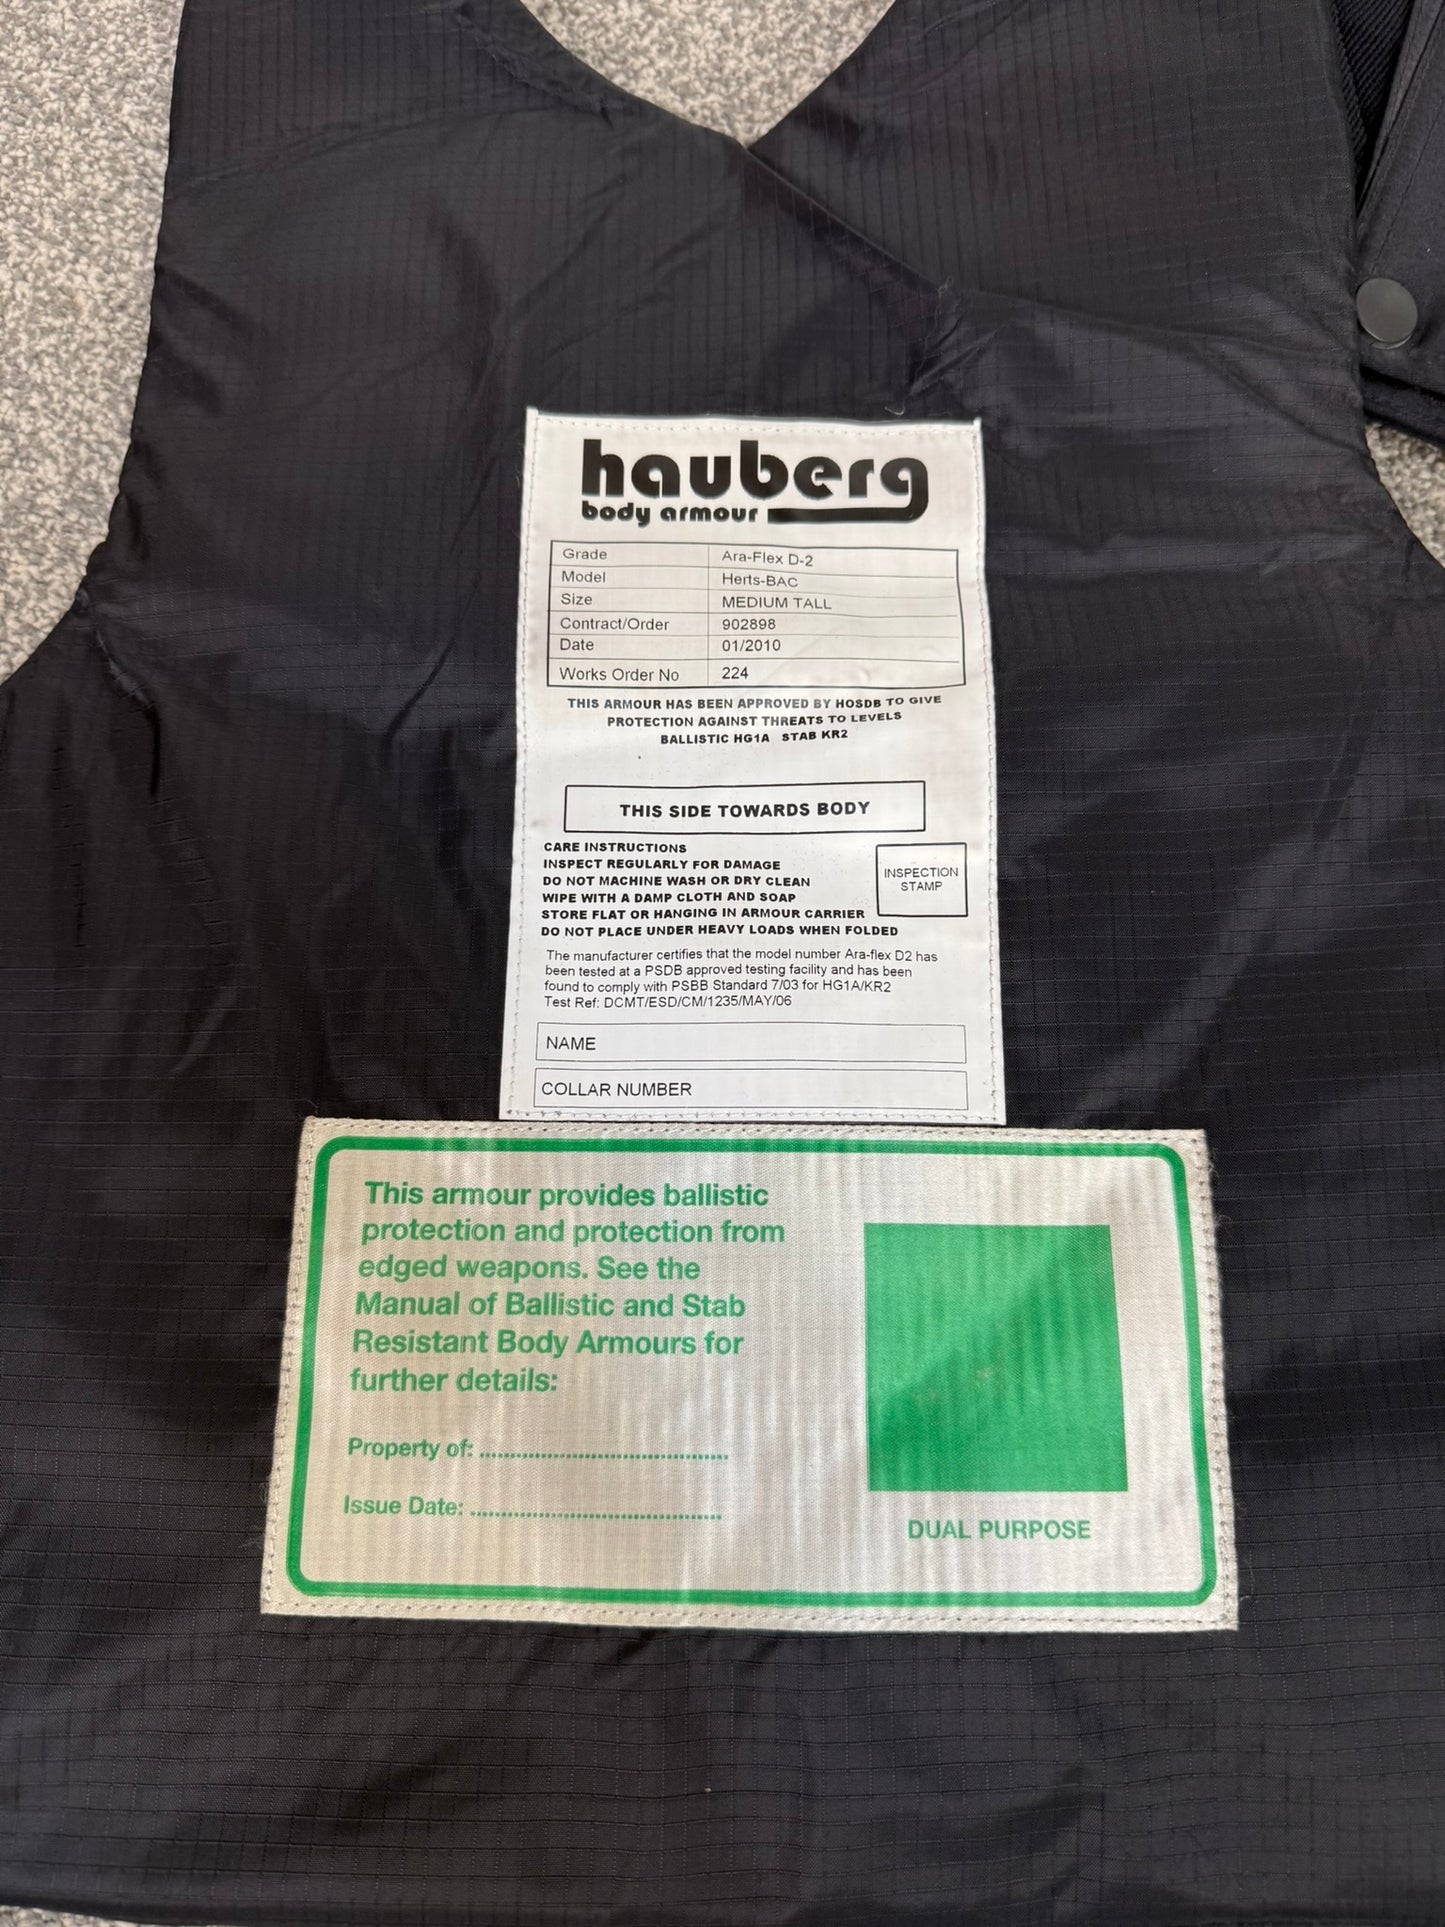 hauberg
body armour
Grade Ara-Flex D-2
Model Herts-BAC
Size MEDIUM TALL
Contract/Order 902898
Date 01/2010
Works Order No 224
THIS ARMOUR HAS BEEN APPROVED BY HOSDB TO GIVE
PROTECTION AGAINST THREATS TO LEVELS
BALLISTIC HG1A STAB KR2
THIS SIDE TOWARDS BODY
CARE INSTRUCTIONS
INSPECT REGULARLY FOR DAMAGE
DO NOT MACHINE WASH OR DRY CLEAN
WIPE WITH A DAMP CLOTH AND SOAP
STORE FLAT OR HANGING IN ARMOUR CARRIER
DO NOT PLACE UNDER HEAVY LOADS WHEN FOLDED
INSPECTION
STAMP
The manufacturer certifies that the model number Ara-flex D2 has
been tested at a PSDB approved testing facility and has been
found to comply with PSBB Standard 7/03 for HG1A/KR2
Test Ref: DCMT/ESD/CM/1235/MAY/06
NAME
COLLAR NUMBER
This armour provides ballistic
protection and protection from
edged weapons. See the
Manual of Ballistic and Stab
Resistant Body Armours for
further details:
Property of: ........................................
Issue Date: ........................................
DUAL PURPOSE